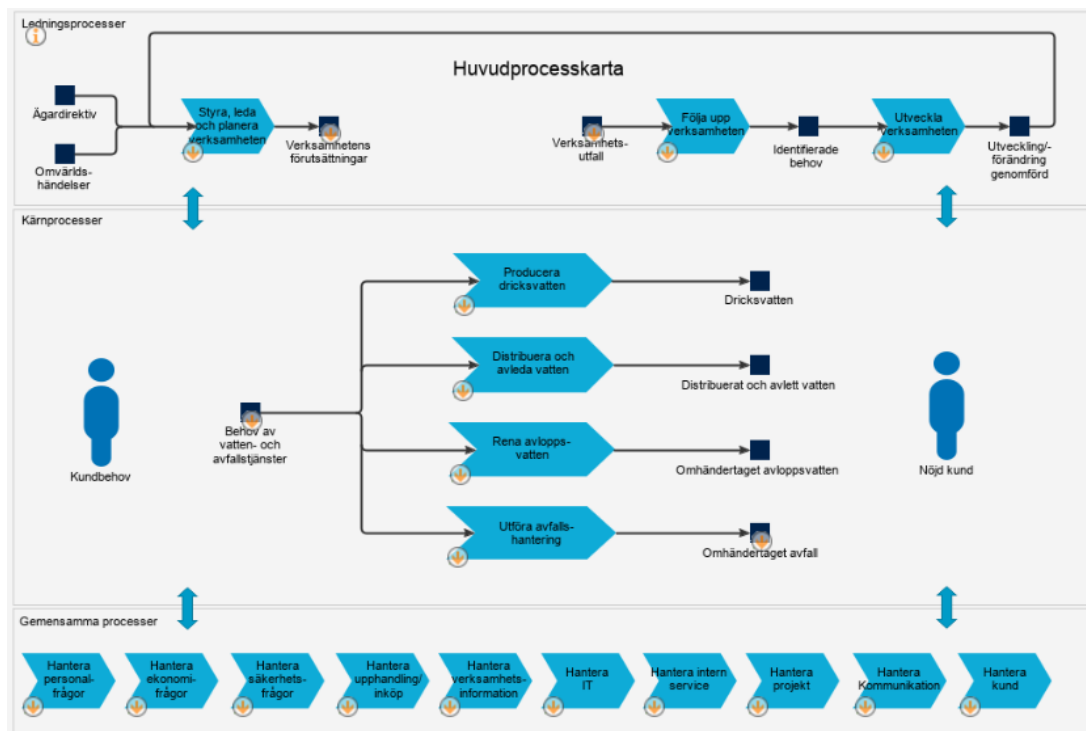 Ledningsprocesser
Huvudprocesskarta
Ägardirektiv
Omvärlds-
händelser
Styra, leda
och planera
verksamheten
Verksamhetens
förutsättningar
Verksamhets-
utfall
Följa upp
verksamheten
Identifierade
behov
Utveckla
verksamheten
Utveckling/-
förändring
genomförd
Kärnprocesser
Kundbehov
Behov av
vatten- och
avfallstjänster
Producera
dricksvatten
Dricksvatten
Distribuera och
avleda vatten
Distribuerat och avlett vatten
Rena avlopps-
vatten
Omhändertaget avloppsvatten
Utföra avfalls-
hantering
Omhändertaget avfall
Nöjd kund
Gemensamma processer
Hantera
personal-
frågor
Hantera
ekonomi-
frågor
Hantera
säkerhets-
frågor
Hantera
upphandling/
inköp
Hantera
verksamhets-
information
Hantera
IT
Hantera intern
service
Hantera
projekt
Hantera
Kommunikation
Hantera
kund